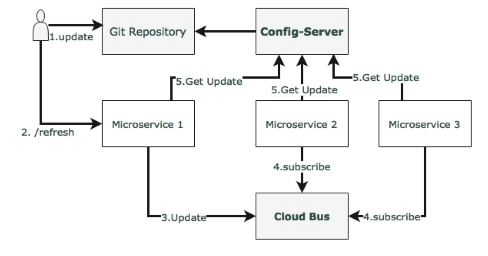 Git Repository
Config-Server
1.update
5.Get Update
5.Get Update
5.Get Update
2. /refresh
Microservice 1
Microservice 2
Microservice 3
4.subscribe
3.Update
Cloud Bus
4.subscribe